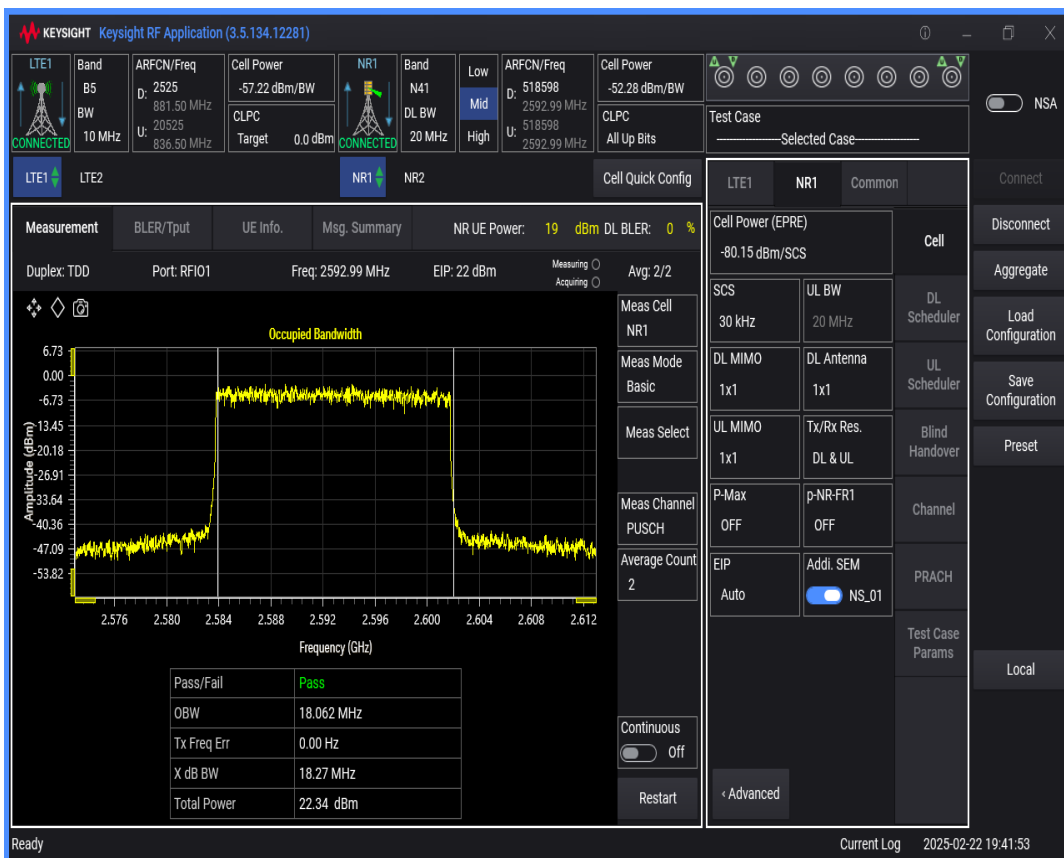 KEYSIGHT Keysight RF Application (3.5.134.12281)
LTE1 Band ARFCN/Freq Cell Power NR1 Band Low ARFCN/Freq Cell Power
B5 D: 2525 -57.22 dBm/BW N41 Mid D: 518598 -52.28 dBm/BW
881.50 MHz 2592.99 MHz
BW CLPC DL BW CLPC Test Case NSA
CONNECTED 10 MHz U: 20525 Target 0.0 dBm CONNECTED 20 MHz High U: 518598 All Up Bits ----------------Selected Case----------------
836.50 MHz 2592.99 MHz
LTE1 LTE2 NR1 NR2 Cell Quick Config LTE1 NR1 Common Connect
Measurement BLER/Tput UE Info. Msg. Summary NR UE Power: 19 dBm DL BLER: 0 %
Duplex: TDD Port: RFIO1 Freq: 2592.99 MHz EIP: 22 dBm Measuring Acquiring Avg: 2/2
Occupied Bandwidth
Amplitude (dBm)
6.73
0.00
-6.73
-13.45
-20.18
-26.91
-33.64
-40.36
-47.09
-53.82
2.576 2.580 2.584 2.588 2.592 2.596 2.600 2.604 2.608 2.612
Frequency (GHz)
Pass/Fail Pass
OBW 18.062 MHz
Tx Freq Err 0.00 Hz
X dB BW 18.27 MHz
Total Power 22.34 dBm
Meas Cell
NR1
Meas Mode
Basic
Meas Select
Meas Channel
PUSCH
Average Count
2
Continuous
Off
Restart
Cell Power (EPRE)
-80.15 dBm/SCS
SCS UL BW
30 kHz 20 MHz
DL MIMO DL Antenna
1x1 1x1
UL MIMO Tx/Rx Res.
1x1 DL & UL
P-Max p-NR-FR1
OFF OFF
EIP Addi. SEM
Auto NS_01
‹ Advanced
Cell
DL
Scheduler
UL
Scheduler
Blind
Handover
Channel
PRACH
Test Case
Params
Disconnect
Aggregate
Load
Configuration
Save
Configuration
Preset
Local
Ready Current Log 2025-02-22 19:41:53